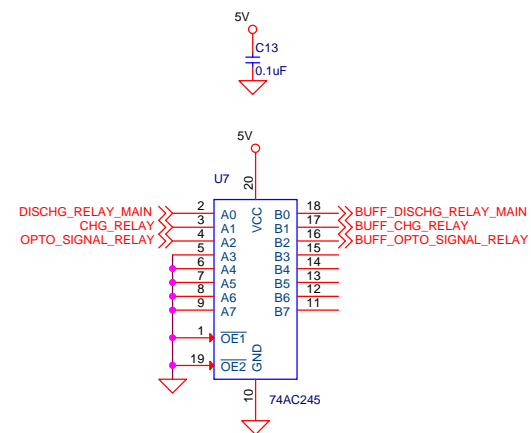 5V
C13
0.1uF
5V
U7
20
VCC
DISCHG_RELAY_MAIN 2 A0 B0 18 BUFF_DISCHG_RELAY_MAIN
CHG_RELAY 3 A1 B1 17 BUFF_CHG_RELAY
OPTO_SIGNAL_RELAY 4 A2 B2 16 BUFF_OPTO_SIGNAL_RELAY
5 A3 B3 15
6 A4 B4 14
7 A5 B5 13
8 A6 B6 12
9 A7 B7 11
1 OE1
19 OE2
GND
10
74AC245